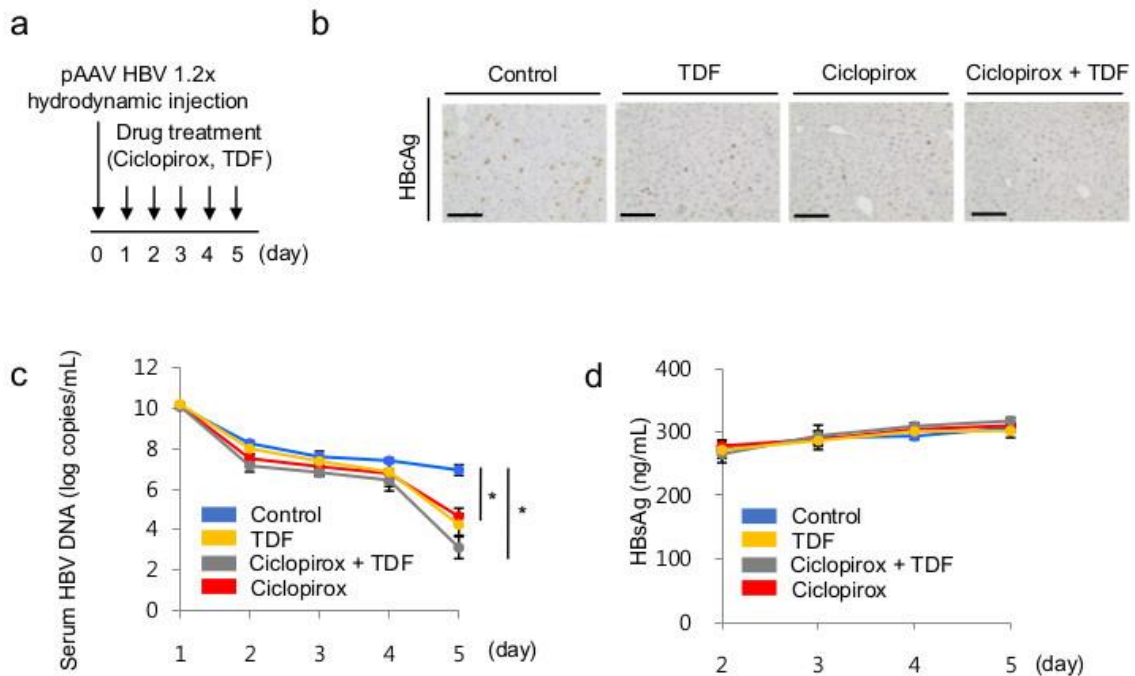 a
pAAV HBV 1.2x
hydrodynamic injection
Drug treatment
(Ciclopirox, TDF)
0 1 2 3 4 5 (day)
b
Control TDF Ciclopirox Ciclopirox + TDF
HBcAg
c
Serum HBV DNA (log copies/mL)
12
10
8
6
4
2
0
Control
TDF
Ciclopirox + TDF
Ciclopirox
* *
1 2 3 4 5 (day)
d
HBsAg (ng/mL)
400
300
200
100
0
Control
TDF
Ciclopirox + TDF
Ciclopirox
2 3 4 5 (day)